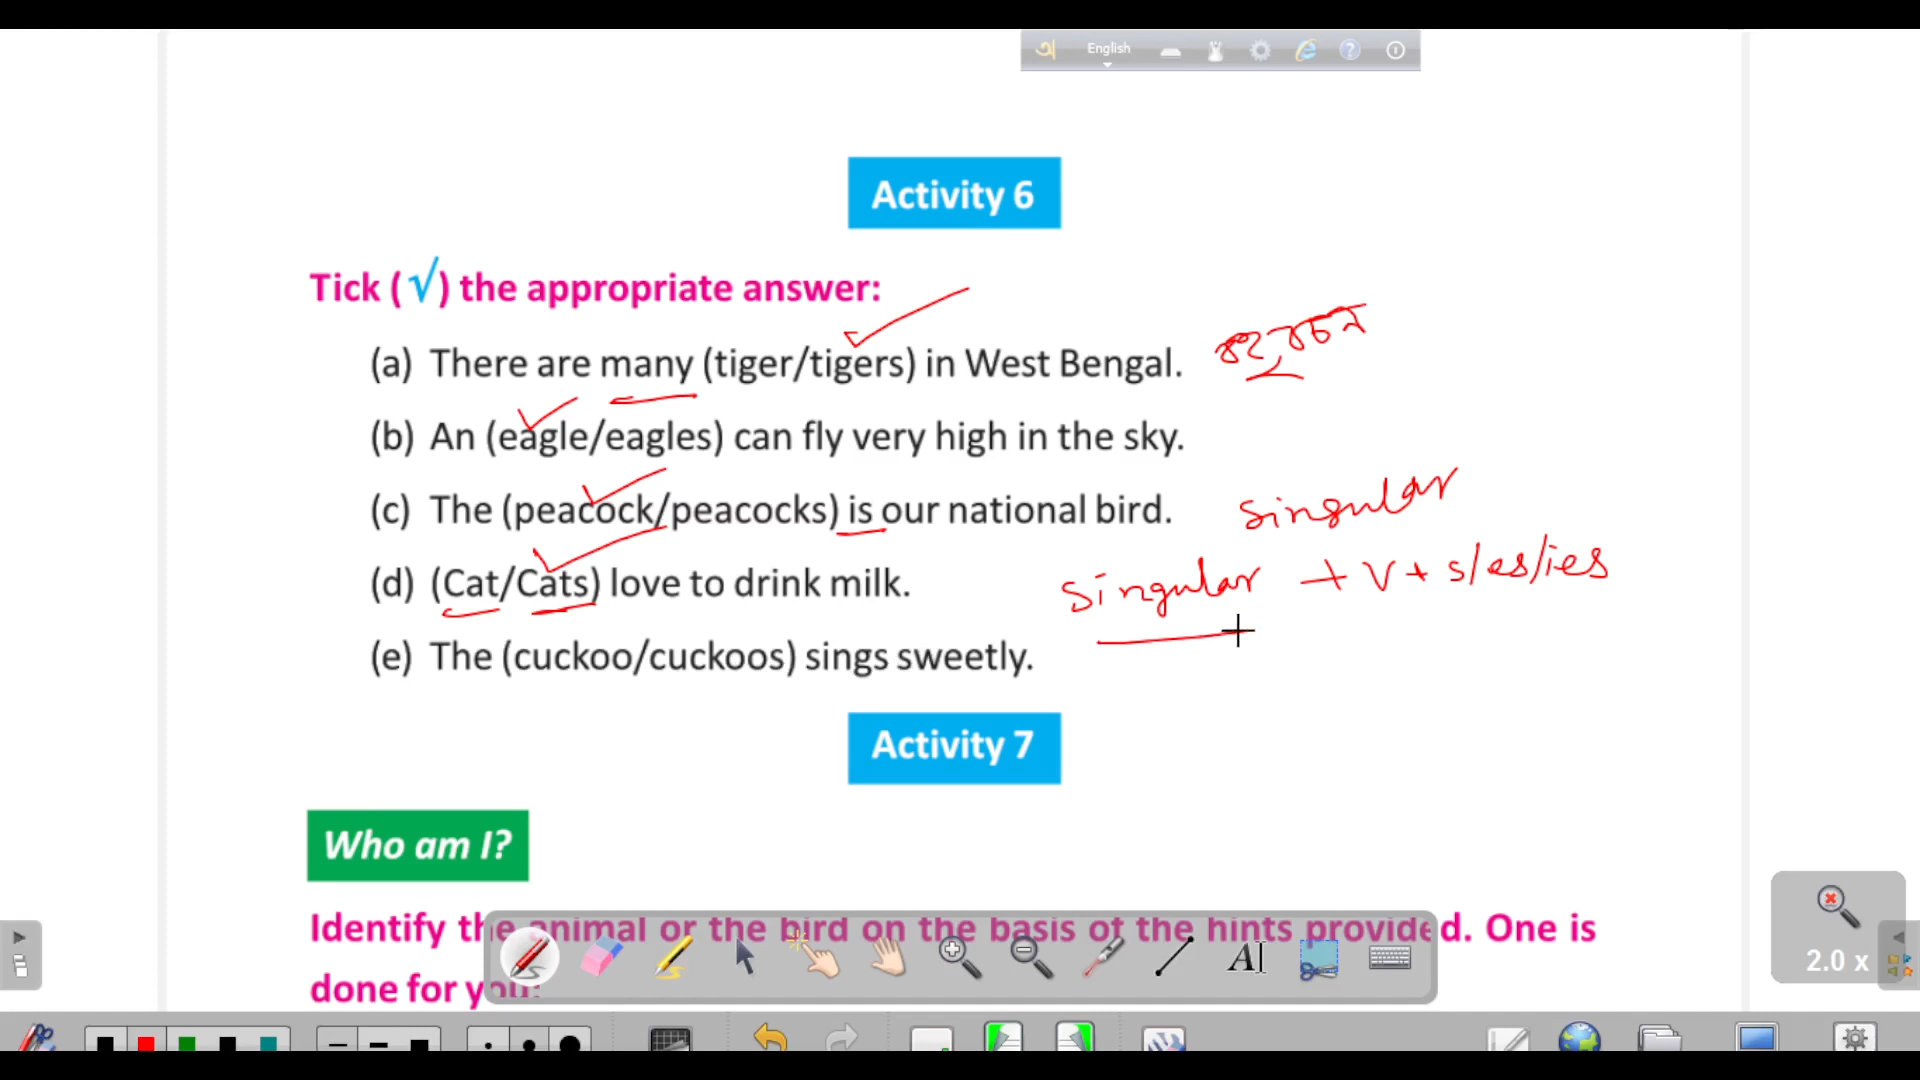 English
Activity 6
Tick ( √ ) the appropriate answer:
(a) There are many (tiger/tigers) in West Bengal.
(b) An (eagle/eagles) can fly very high in the sky.
(c) The (peacock/peacocks) is our national bird.
singular
(d) (Cat/Cats) love to drink milk.
singular + V + s/es/ies
(e) The (cuckoo/cuckoos) sings sweetly.
Activity 7
Who am I?
Identify the animal or the bird on the basis of the hints provided. One is
done for you:
2.0 x